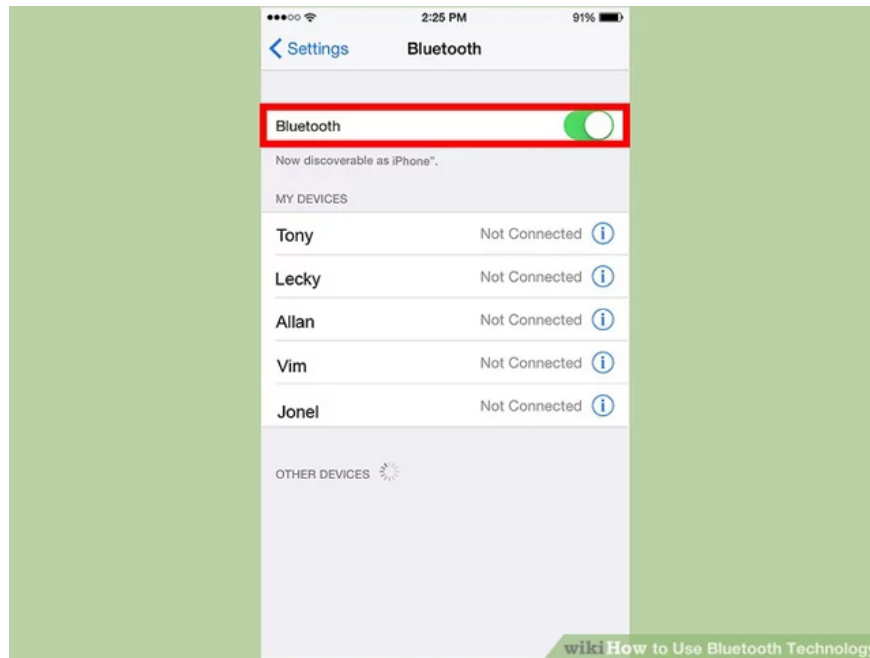 2:25 PM 91%
Settings Bluetooth
Bluetooth
Now discoverable as iPhone".
MY DEVICES
Tony Not Connected i
Lecky Not Connected i
Allan Not Connected i
Vim Not Connected i
Jonel Not Connected i
OTHER DEVICES
wikiHow to Use Bluetooth Technology